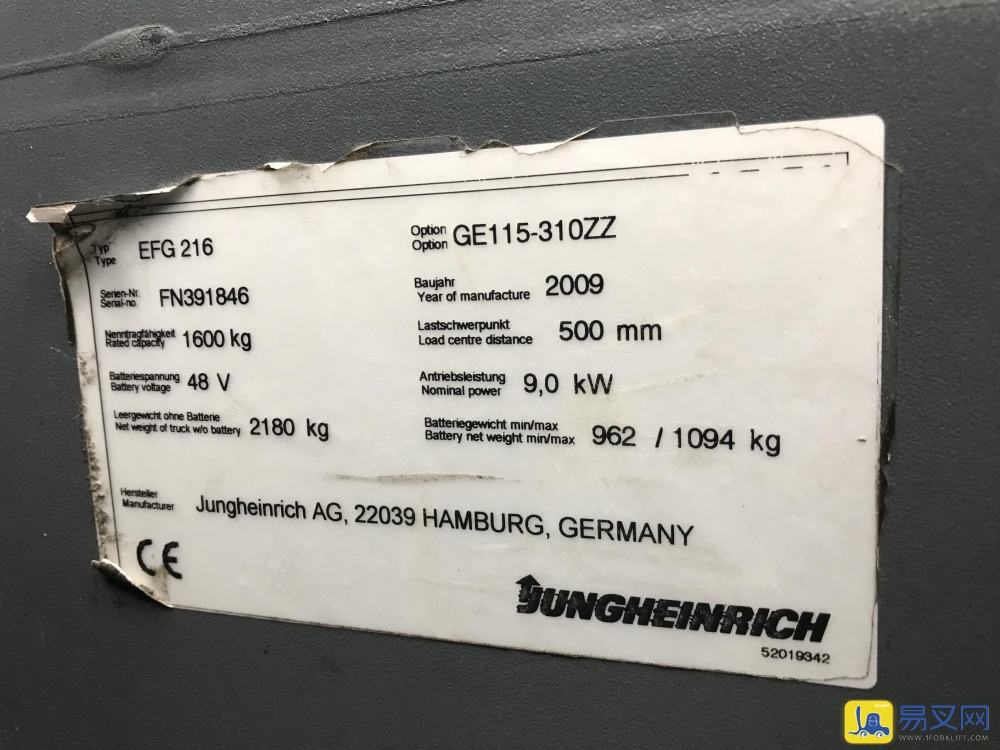 Typ
Type
EFG 216
Option
Option
GE115-310ZZ
Serien-Nr.
Serial-no.
FN391846
Baujahr
Year of manufacture
2009
Nenntragfähigkeit
Rated capacity
1600 kg
Lastschwerpunkt
Load centre distance
500 mm
Batteriespannung
Battery voltage
48 V
Antriebsleistung
Nominal power
9,0 kW
Leergewicht ohne Batterie
Net weight of truck w/o battery
2180 kg
Batteriegewicht min/max
Battery net weight min/max
962 / 1094 kg
Hersteller
Manufacturer
Jungheinrich AG, 22039 HAMBURG, GERMANY
CE
JUNGHEINRICH
52019342
易叉网
WWW.1FORKLIFT.COM